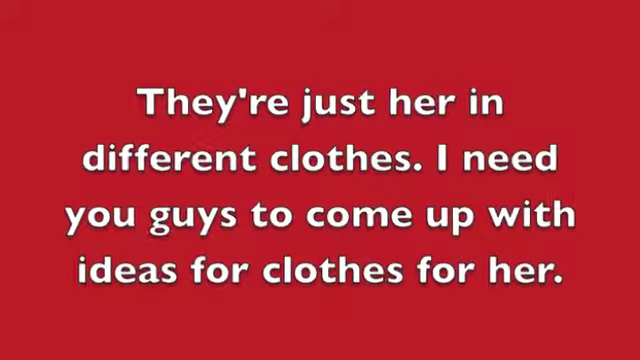 They're just her in
different clothes. I need
you guys to come up with
ideas for clothes for her.